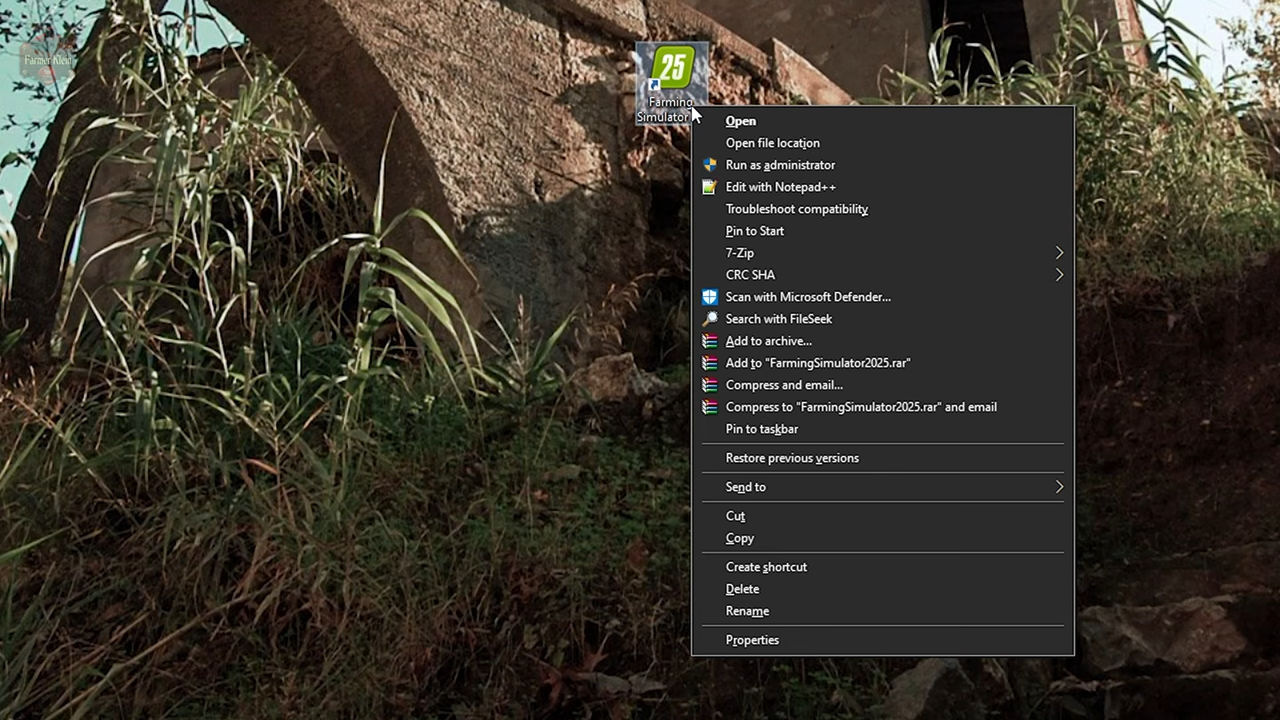 Farmer Klein
25
Farming
Simulator
Open
Open file location
Run as administrator
Edit with Notepad++
Troubleshoot compatibility
Pin to Start
7-Zip
CRC SHA
Scan with Microsoft Defender...
Search with FileSeek
Add to archive...
Add to "FarmingSimulator2025.rar"
Compress and email...
Compress to "FarmingSimulator2025.rar" and email
Pin to taskbar
Restore previous versions
Send to
Cut
Copy
Create shortcut
Delete
Rename
Properties